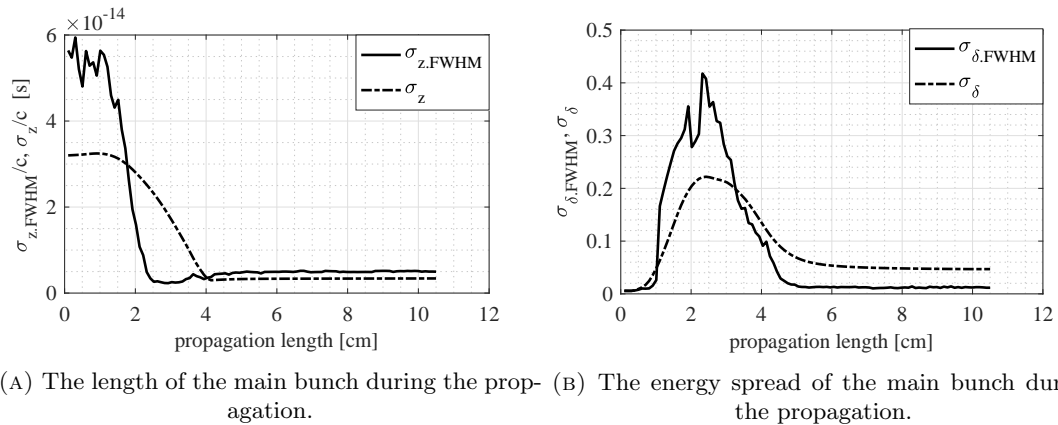 ×10⁻¹⁴
6
4
2
0
σz.FWHM/c, σz/c [s]
σz.FWHM
σz
0 2 4 6 8 10 12
propagation length [cm]
0.5
0.4
0.3
0.2
0.1
0
σδ.FWHM, σδ
σδ.FWHM
σδ
0 2 4 6 8 10 12
propagation length [cm]
(A) The length of the main bunch during the prop-
agation.
(B) The energy spread of the main bunch dur
the propagation.